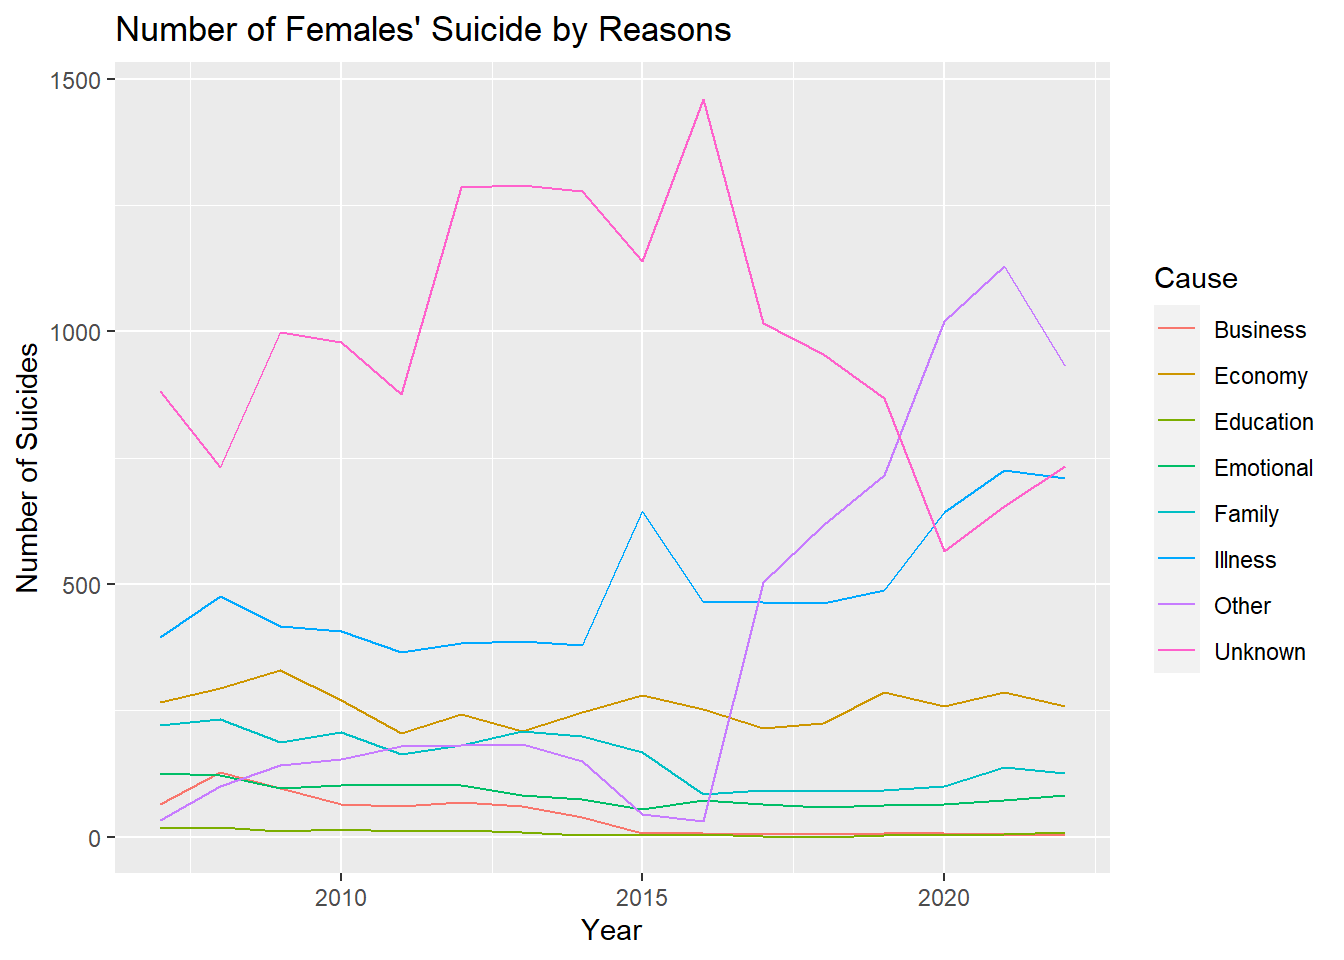 Number of Females' Suicide by Reasons
1500
1000
500
0
Number of Suicides
2010
2015
2020
Year
Cause
Business
Economy
Education
Emotional
Family
Illness
Other
Unknown